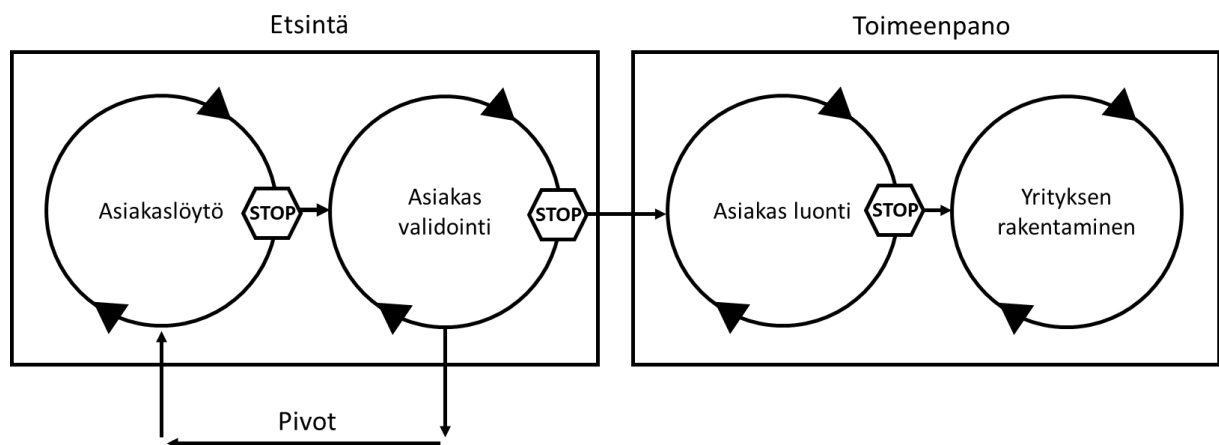 Etsintä
Toimeenpano
Asiakaslöytö
STOP
Asiakas
validointi
STOP
Asiakas luonti
STOP
Yrityksen
rakentaminen
Pivot